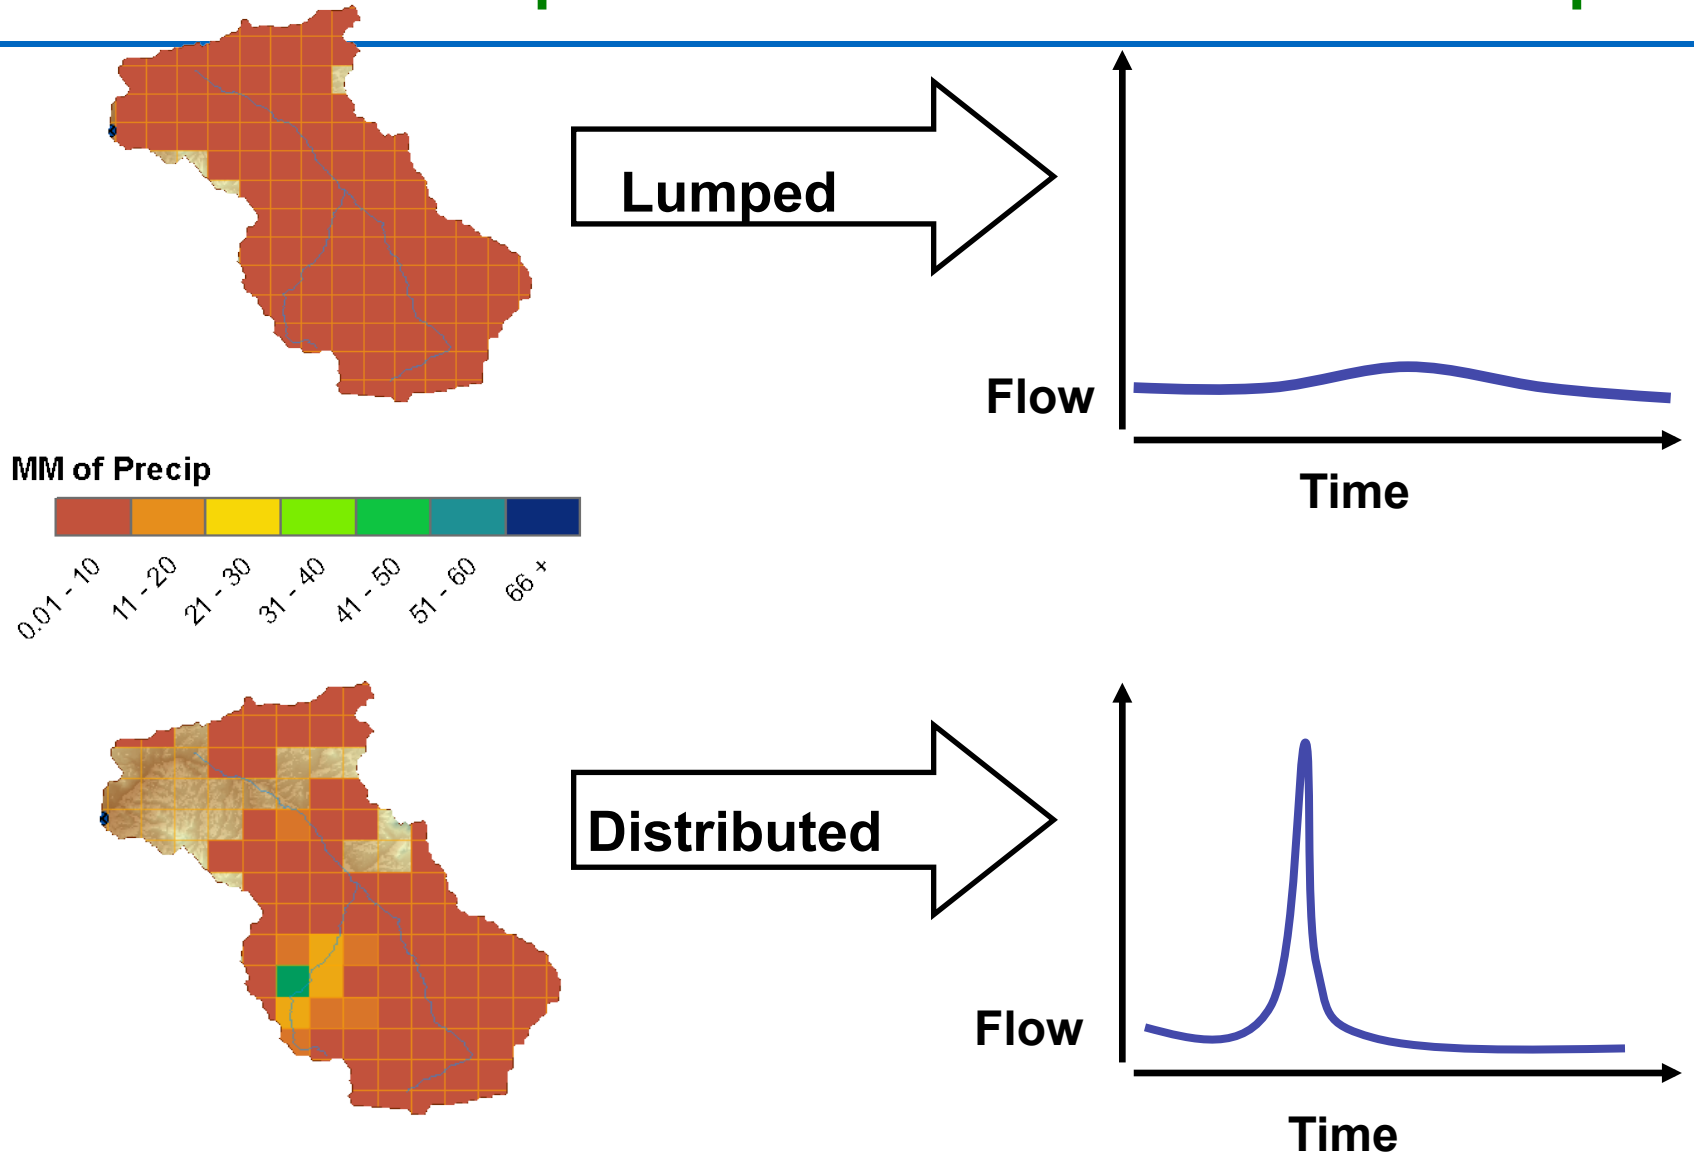 Lumped
Flow
Time
MM of Precip
0.01 - 10
11 - 20
21 - 30
31 - 40
41 - 50
51 - 60
66 +
Distributed
Flow
Time